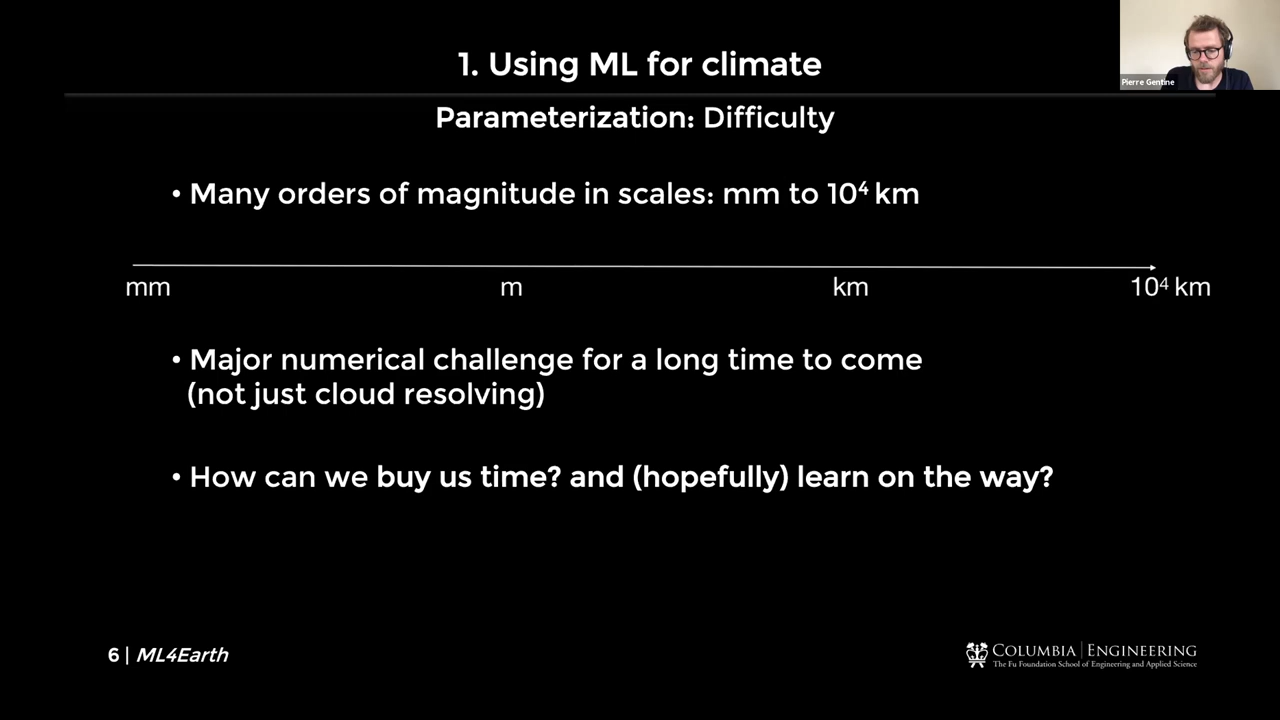 1. Using ML for climate
Pierre Gentine
Parameterization: Difficulty
• Many orders of magnitude in scales: mm to 10⁴ km
mm m km 10⁴ km
• Major numerical challenge for a long time to come
(not just cloud resolving)
• How can we buy us time? and (hopefully) learn on the way?
6 | ML4Earth
COLUMBIA | ENGINEERING
The Fu Foundation School of Engineering and Applied Science